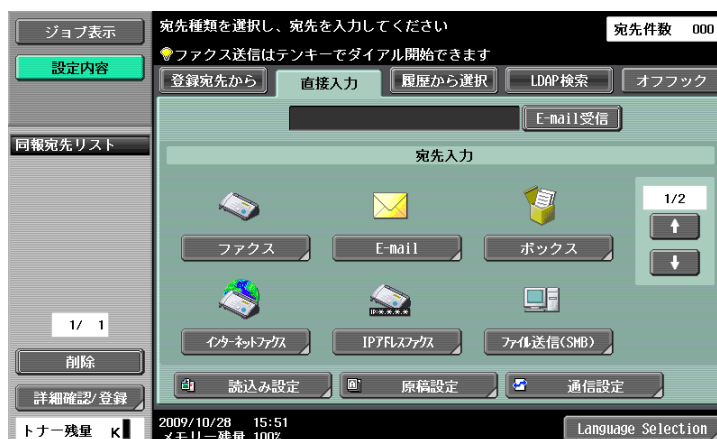 ジョブ表示
設定内容
同報宛先リスト
1/ 1
削除
詳細確認/登録
トナー残量 K
宛先種類を選択し、宛先を入力してください
宛先件数 000
ファクス送信はテンキーでダイアル開始できます
登録宛先から 直接入力 履歴から選択 LDAP検索 オフフック
E-mail受信
宛先入力
1/2
ファクス E-mail ボックス
IP:*.*.*.*
インターネットファクス IPアドレスファクス ファイル送信(SMB)
読込み設定 原稿設定 通信設定
2009/10/28 15:51
メモリー残量 100%
Language Selection